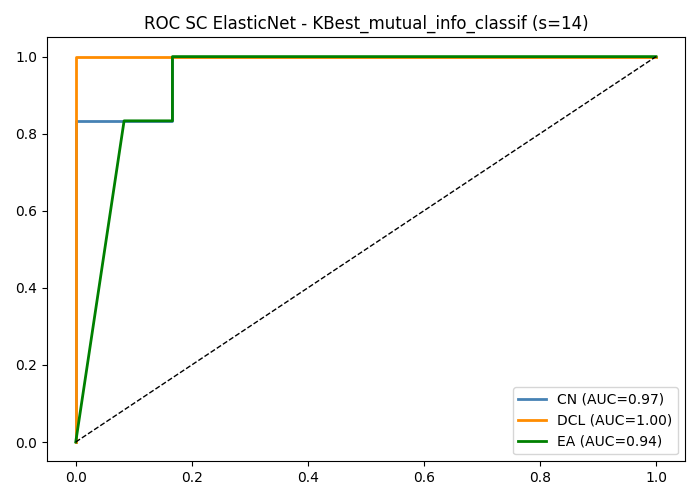 ROC SC ElasticNet - KBest_mutual_info_classif (s=14)
1.0
0.8
0.6
0.4
0.2
0.0
0.0 0.2 0.4 0.6 0.8 1.0
CN (AUC=0.97)
DCL (AUC=1.00)
EA (AUC=0.94)